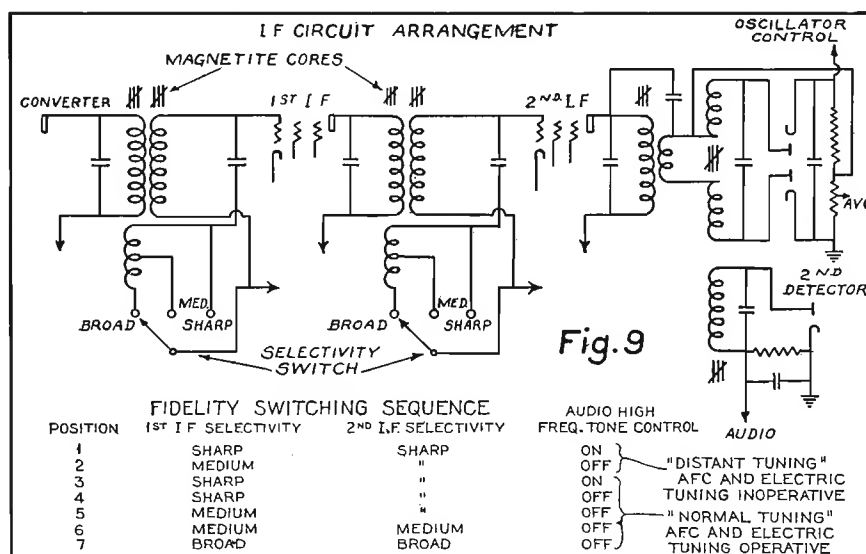 IF CIRCUIT ARRANGEMENT
OSCILLATOR CONTROL
MAGNETITE CORES
CONVERTER
1ST I F
2ND I.F
AVC
MED.
BROAD
SHARP
MED.
BROAD
SHARP
SELECTIVITY SWITCH
Fig. 9
2ND DETECTOR
AUDIO
FIDELITY SWITCHING SEQUENCE
POSITION 1ST I F SELECTIVITY 2ND I.F. SELECTIVITY AUDIO HIGH FREQ. TONE CONTROL
1 SHARP SHARP ON
2 MEDIUM " OFF
3 SHARP " ON
4 SHARP " OFF
5 MEDIUM " OFF
6 MEDIUM MEDIUM OFF
7 BROAD BROAD OFF
"DISTANT TUNING"
AFC AND ELECTRIC
TUNING INOPERATIVE
"NORMAL TUNING"
AFC AND ELECTRIC
TUNING OPERATIVE